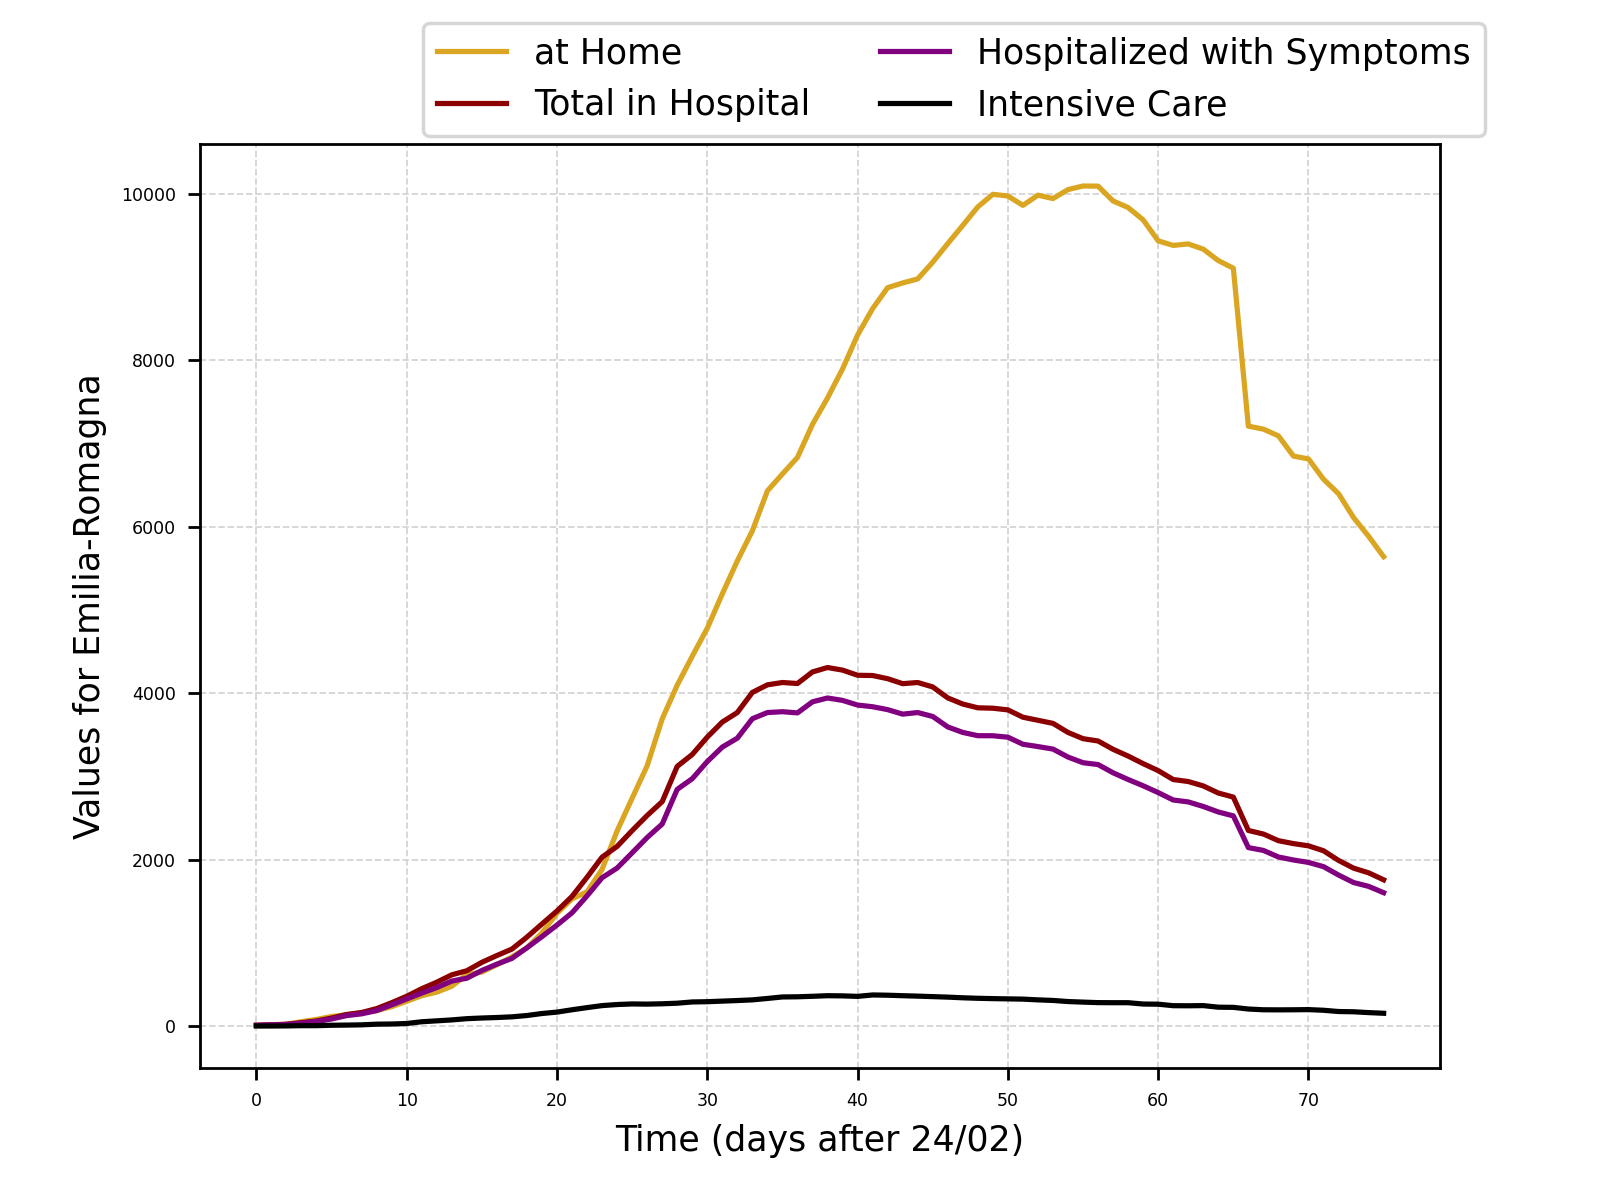 at Home
Total in Hospital
Hospitalized with Symptoms
Intensive Care
Values for Emilia-Romagna
10000
8000
6000
4000
2000
0
0 10 20 30 40 50 60 70
Time (days after 24/02)